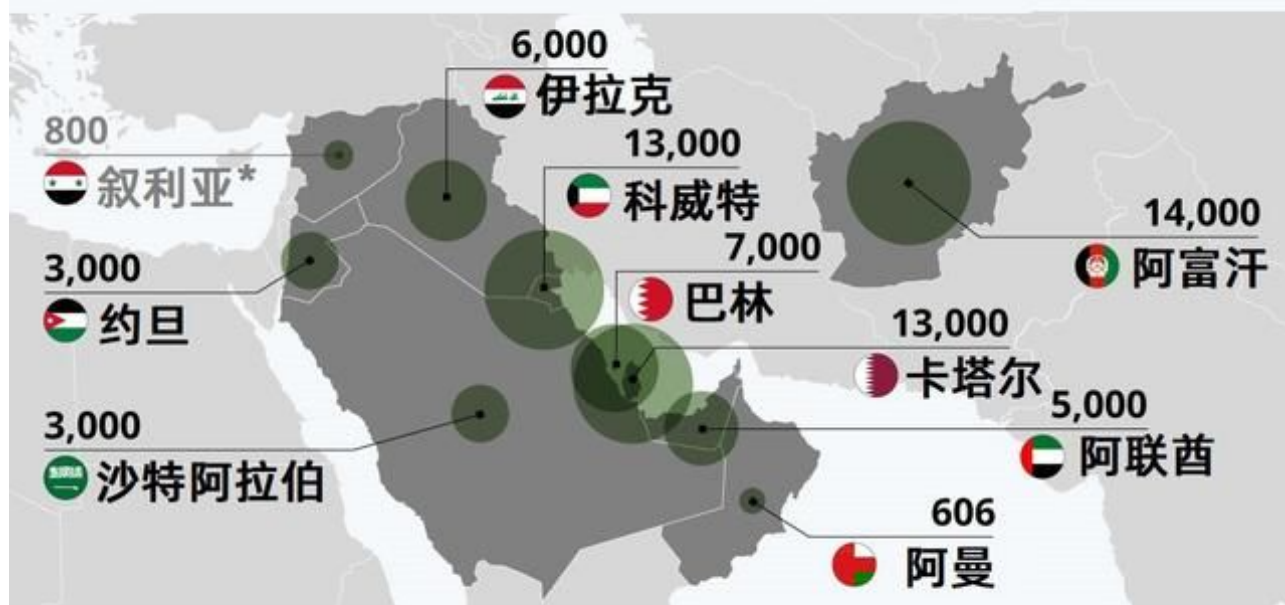 6,000
伊拉克
800
叙利亚*
13,000
科威特
14,000
阿富汗
3,000
约旦
7,000
巴林
13,000
卡塔尔
3,000
沙特阿拉伯
5,000
阿联酋
606
阿曼